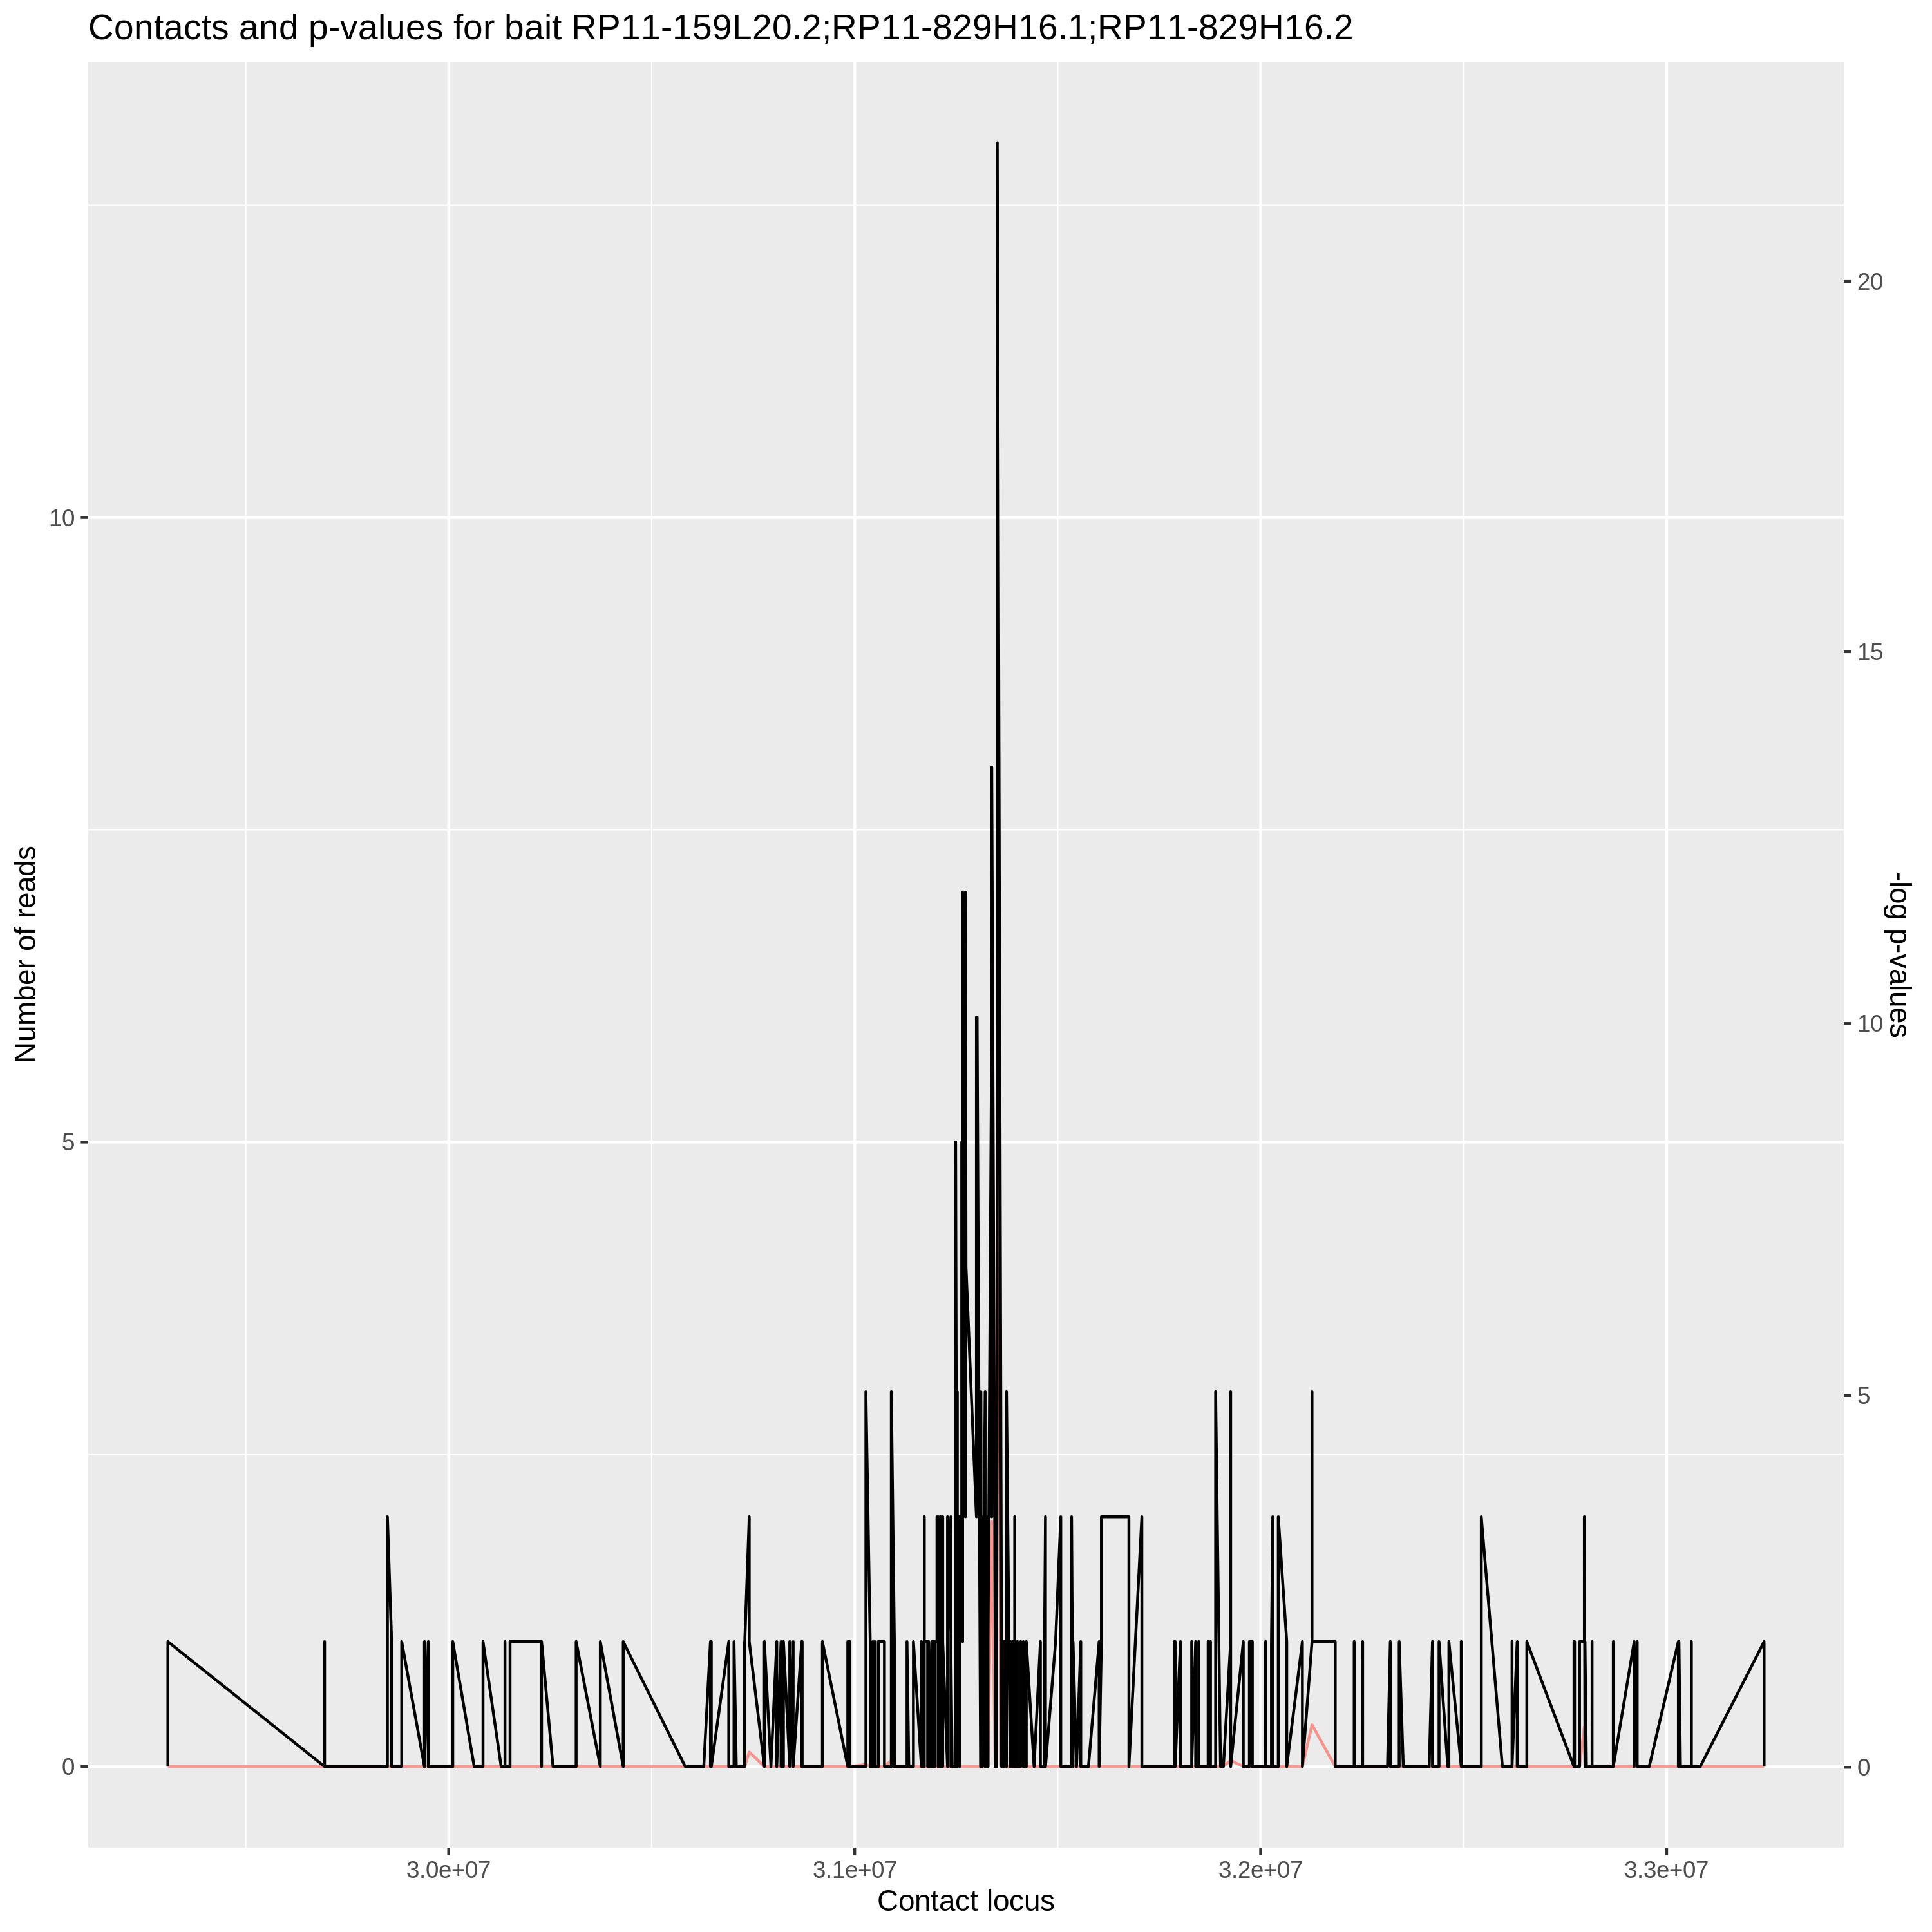 Contacts and p-values for bait RP11-159L20.2;RP11-829H16.1;RP11-829H16.2
Number of reads
10
5
0
20
15
10
5
0
-log p-values
3.0e+07
3.1e+07
3.2e+07
3.3e+07
Contact locus